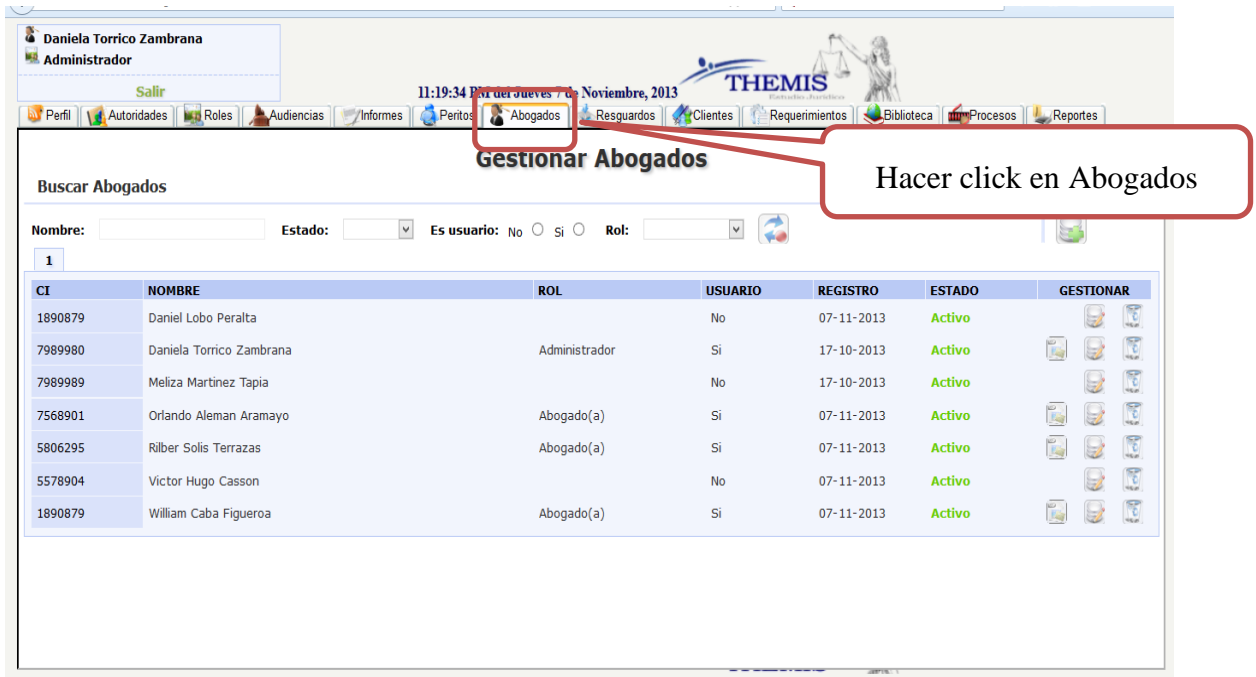 Daniela Torrico Zambrana
Administrador
Salir
11:19:34 PM del Jueves 7 de Noviembre, 2013
THEMIS
Estudio Jurídico
Perfil Autoridades Roles Audiencias Informes Peritos Abogados Resguardos Clientes Requerimientos Biblioteca Procesos Reportes
Hacer click en Abogados
Gestionar Abogados
Buscar Abogados
Nombre: Estado: Es usuario: No Si Rol:
1
CI NOMBRE ROL USUARIO REGISTRO ESTADO GESTIONAR
1890879 Daniel Lobo Peralta No 07-11-2013 Activo
7989980 Daniela Torrico Zambrana Administrador Si 17-10-2013 Activo
7989989 Meliza Martinez Tapia No 17-10-2013 Activo
7568901 Orlando Aleman Aramayo Abogado(a) Si 07-11-2013 Activo
5806295 Rilber Solis Terrazas Abogado(a) Si 07-11-2013 Activo
5578904 Victor Hugo Casson No 07-11-2013 Activo
1890879 William Caba Figueroa Abogado(a) Si 07-11-2013 Activo